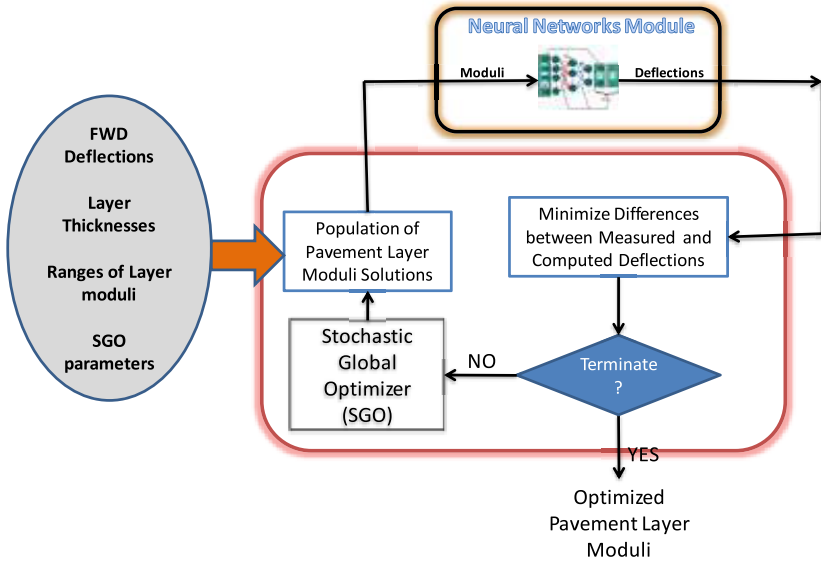 Neural Networks Module
Moduli
Deflections
FWD
Deflections
Layer
Thicknesses
Ranges of Layer
moduli
SGO
parameters
Population of
Pavement Layer
Moduli Solutions
Minimize Differences
between Measured and
Computed Deflections
Stochastic
Global
Optimizer
(SGO)
NO
Terminate
?
YES
Optimized
Pavement Layer
Moduli